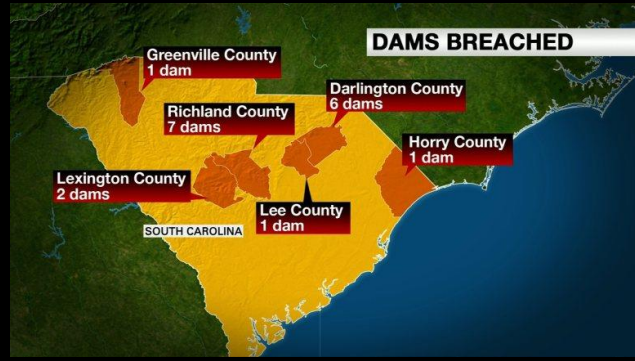 DAMS BREACHED
Greenville County
1 dam
Darlington County
6 dams
Richland County
7 dams
Horry County
1 dam
Lexington County
2 dams
Lee County
1 dam
SOUTH CAROLINA